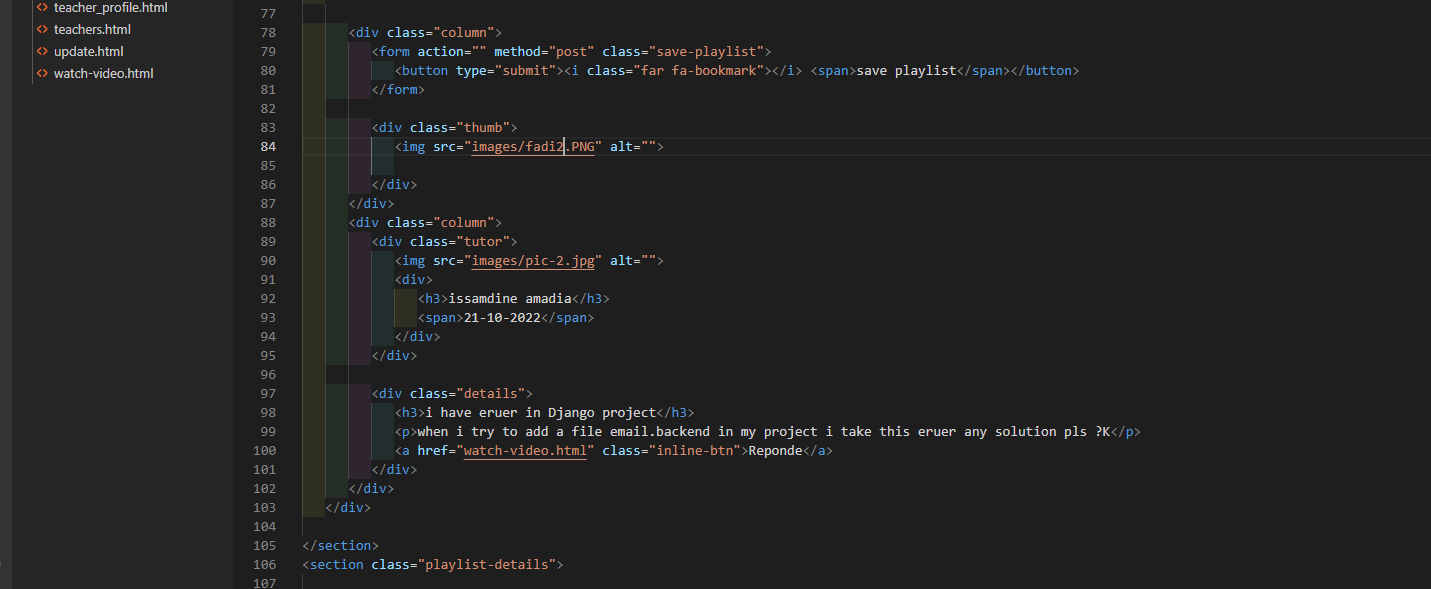 teacher_profile.html
teachers.html
update.html
watch-video.html
77
78 <div class="column">
79 <form action="" method="post" class="save-playlist">
80 <button type="submit"><i class="far fa-bookmark"></i> <span>save playlist</span></button>
81 </form>
82
83 <div class="thumb">
84 <img src="images/fadi2.PNG" alt="">
85
86 </div>
87 </div>
88 <div class="column">
89 <div class="tutor">
90 <img src="images/pic-2.jpg" alt="">
91 <div>
92 <h3>issamdine amadia</h3>
93 <span>21-10-2022</span>
94 </div>
95 </div>
96
97 <div class="details">
98 <h3>i have eruer in Django project</h3>
99 <p>when i try to add a file email.backend in my project i take this eruer any solution pls ?K</p>
100 <a href="watch-video.html" class="inline-btn">Reponde</a>
101 </div>
102 </div>
103 </div>
104
105 </section>
106 <section class="playlist-details">
107